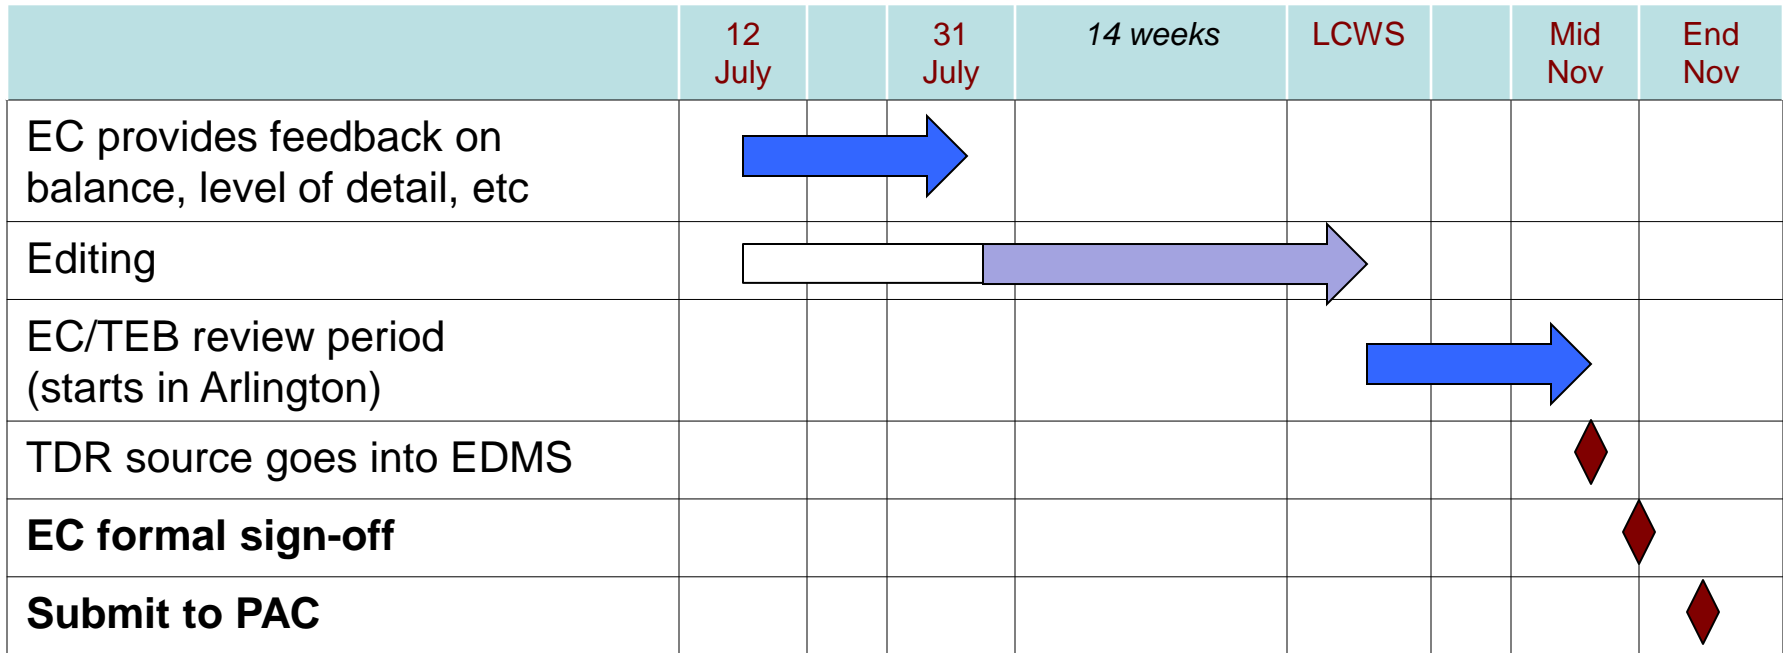 12
July
31
July
14 weeks
LCWS
Mid
Nov
End
Nov
EC provides feedback on
balance, level of detail, etc
Editing
EC/TEB review period
(starts in Arlington)
TDR source goes into EDMS
EC formal sign-off
Submit to PAC